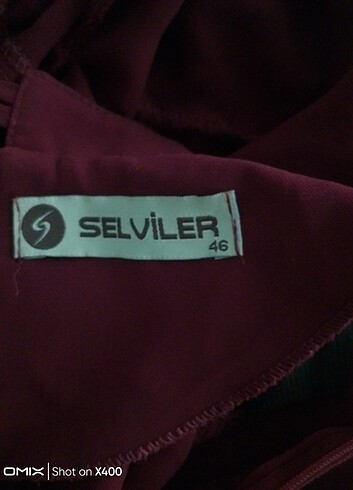 SELVİLER
46
OMIX Shot on X400